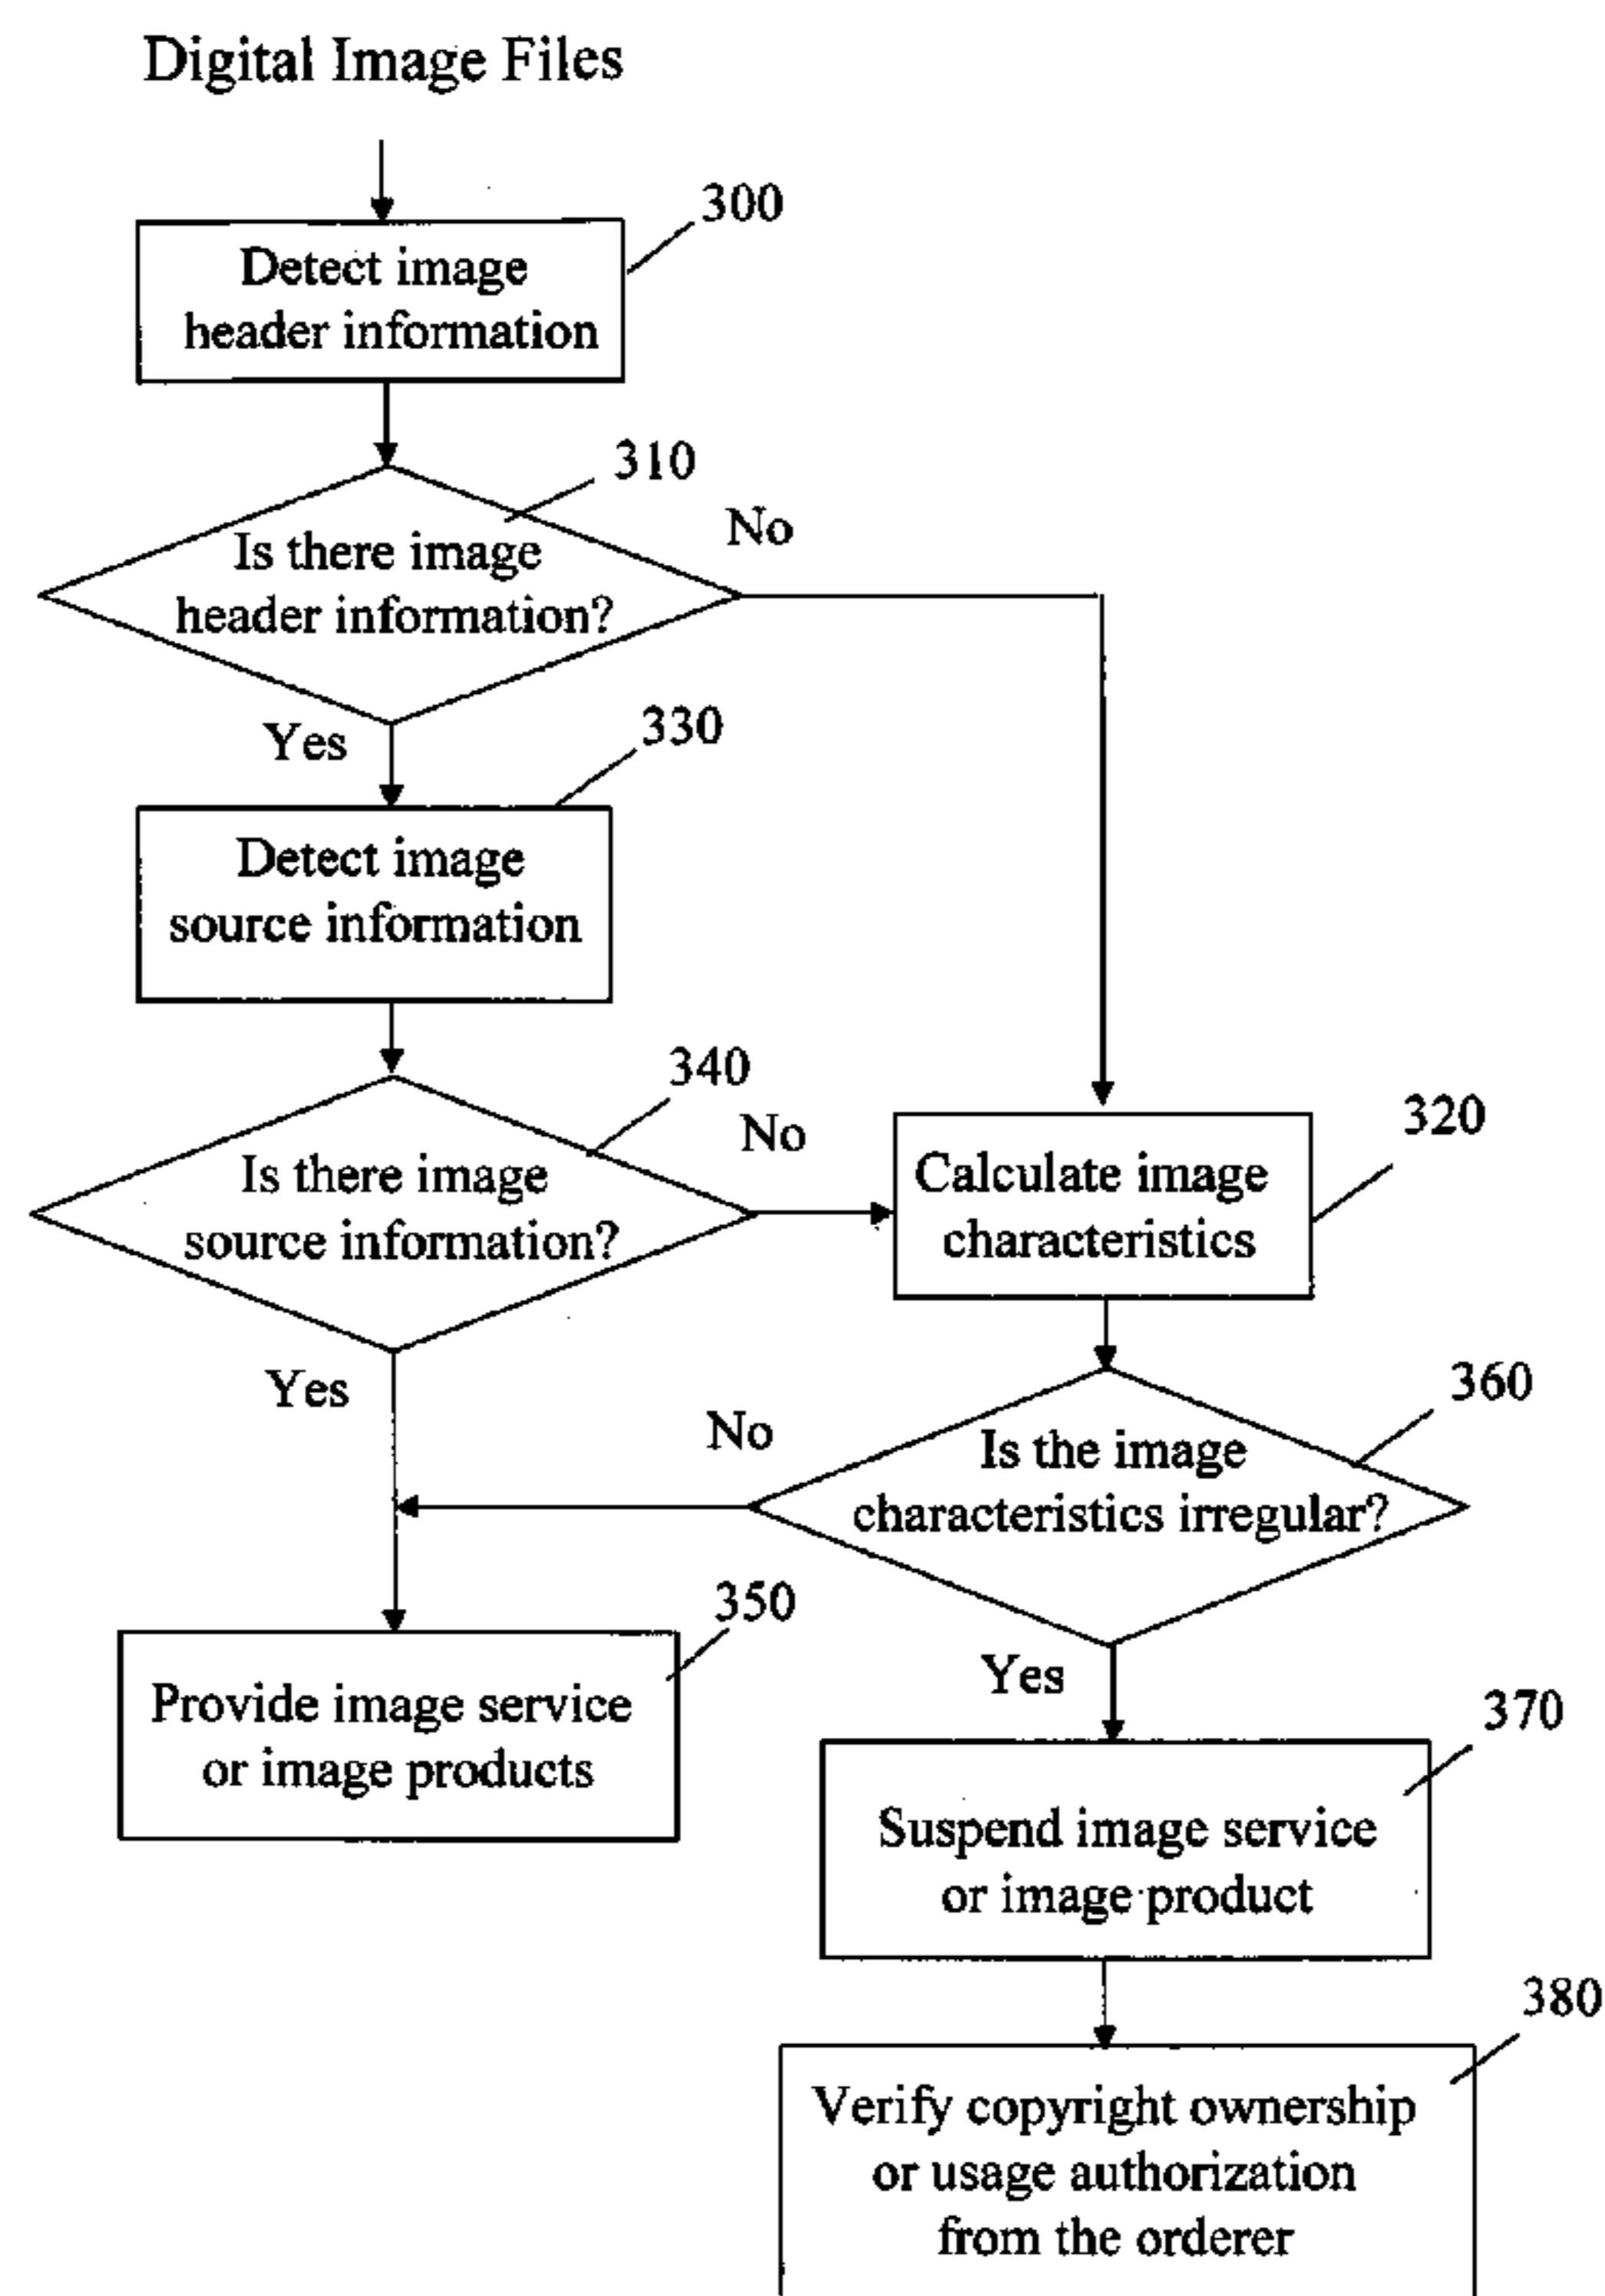 Digital Image Files
300
Detect image
header information
310
No
Is there image
header information?
Yes
330
Detect image
source information
340
No
Is there image
source information?
320
Calculate image
characteristics
Yes
360
No
Is the image
characteristics irregular?
350
Provide image service
or image products
Yes
370
Suspend image service
or image product
380
Verify copyright ownership
or usage authorization
from the orderer